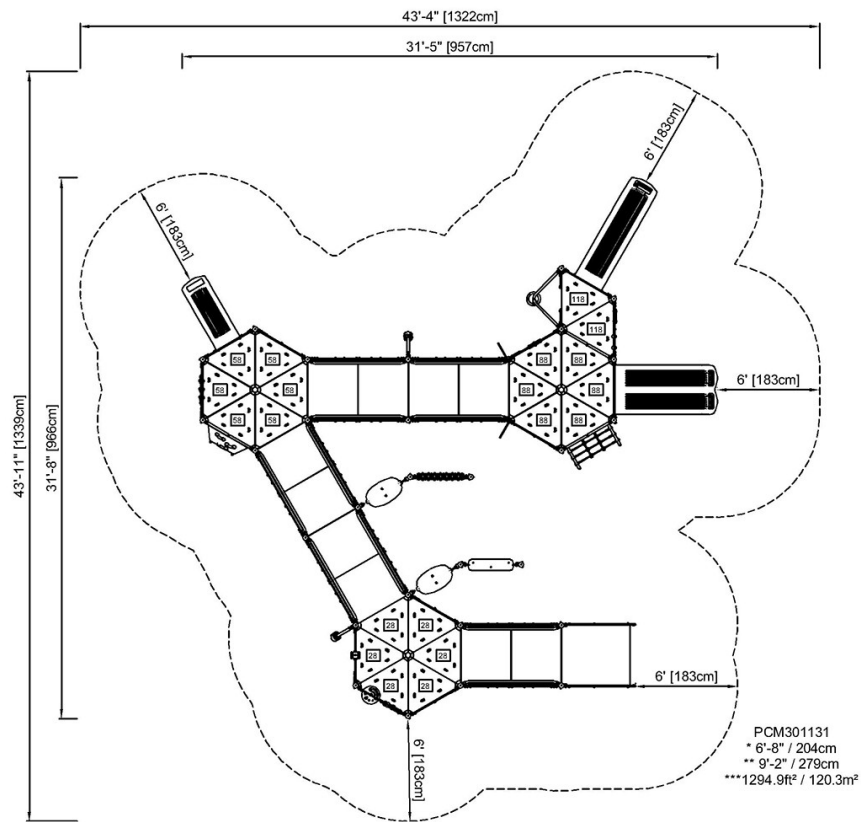 43'-4" [1322cm]
31'-5" [957cm]
6' [183cm]
6' [183cm]
43'-11" [1339cm]
31'-8" [966cm]
118
118
58 58
88 88
58 58
88 88
6' [183cm]
58 58
88 88
28 28
28 28
28 28
6' [183cm]
6' [183cm]
PCM301131
* 6'-8" / 204cm
** 9'-2" / 279cm
***1294.9ft² / 120.3m²